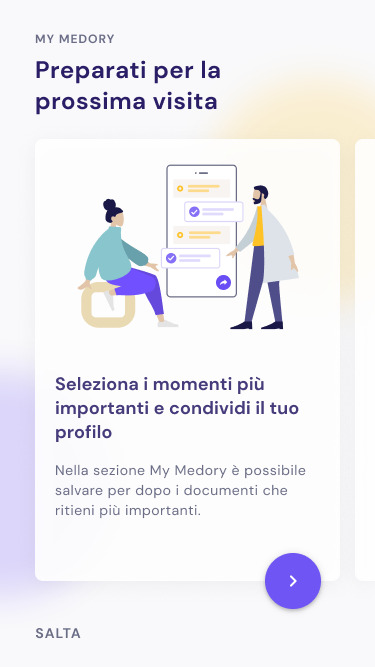 MY MEDORY
Preparati per la
prossima visita
Seleziona i momenti più
importanti e condividi il tuo
profilo
Nella sezione My Medory è possibile
salvare per dopo i documenti che
ritieni più importanti.
SALTA